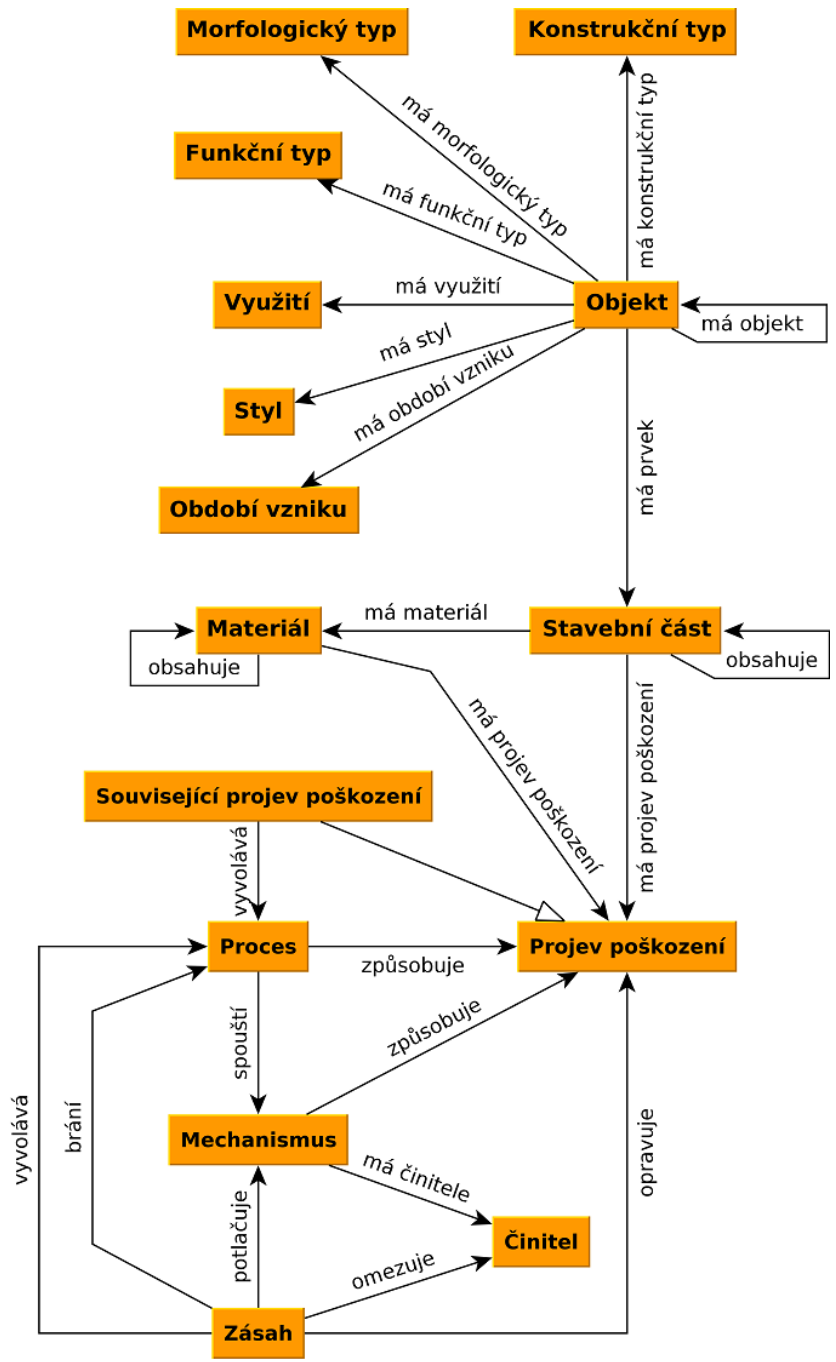 Morfologický typ
Konstrukční typ
má morfologický typ
má konstrukční typ
Funkční typ
má funkční typ
Využití
má využití
Objekt
má objekt
má styl
Styl
má období vzniku
Období vzniku
má prvek
Materiál
má materiál
Stavební část
obsahuje
obsahuje
má projev poškození
má projev poškození
Související projev poškození
vyvolává
Proces
způsobuje
Projev poškození
spouští
způsobuje
vyvolává
brání
Mechanismus
má činitele
opravuje
potlačuje
Činitel
omezuje
Zásah